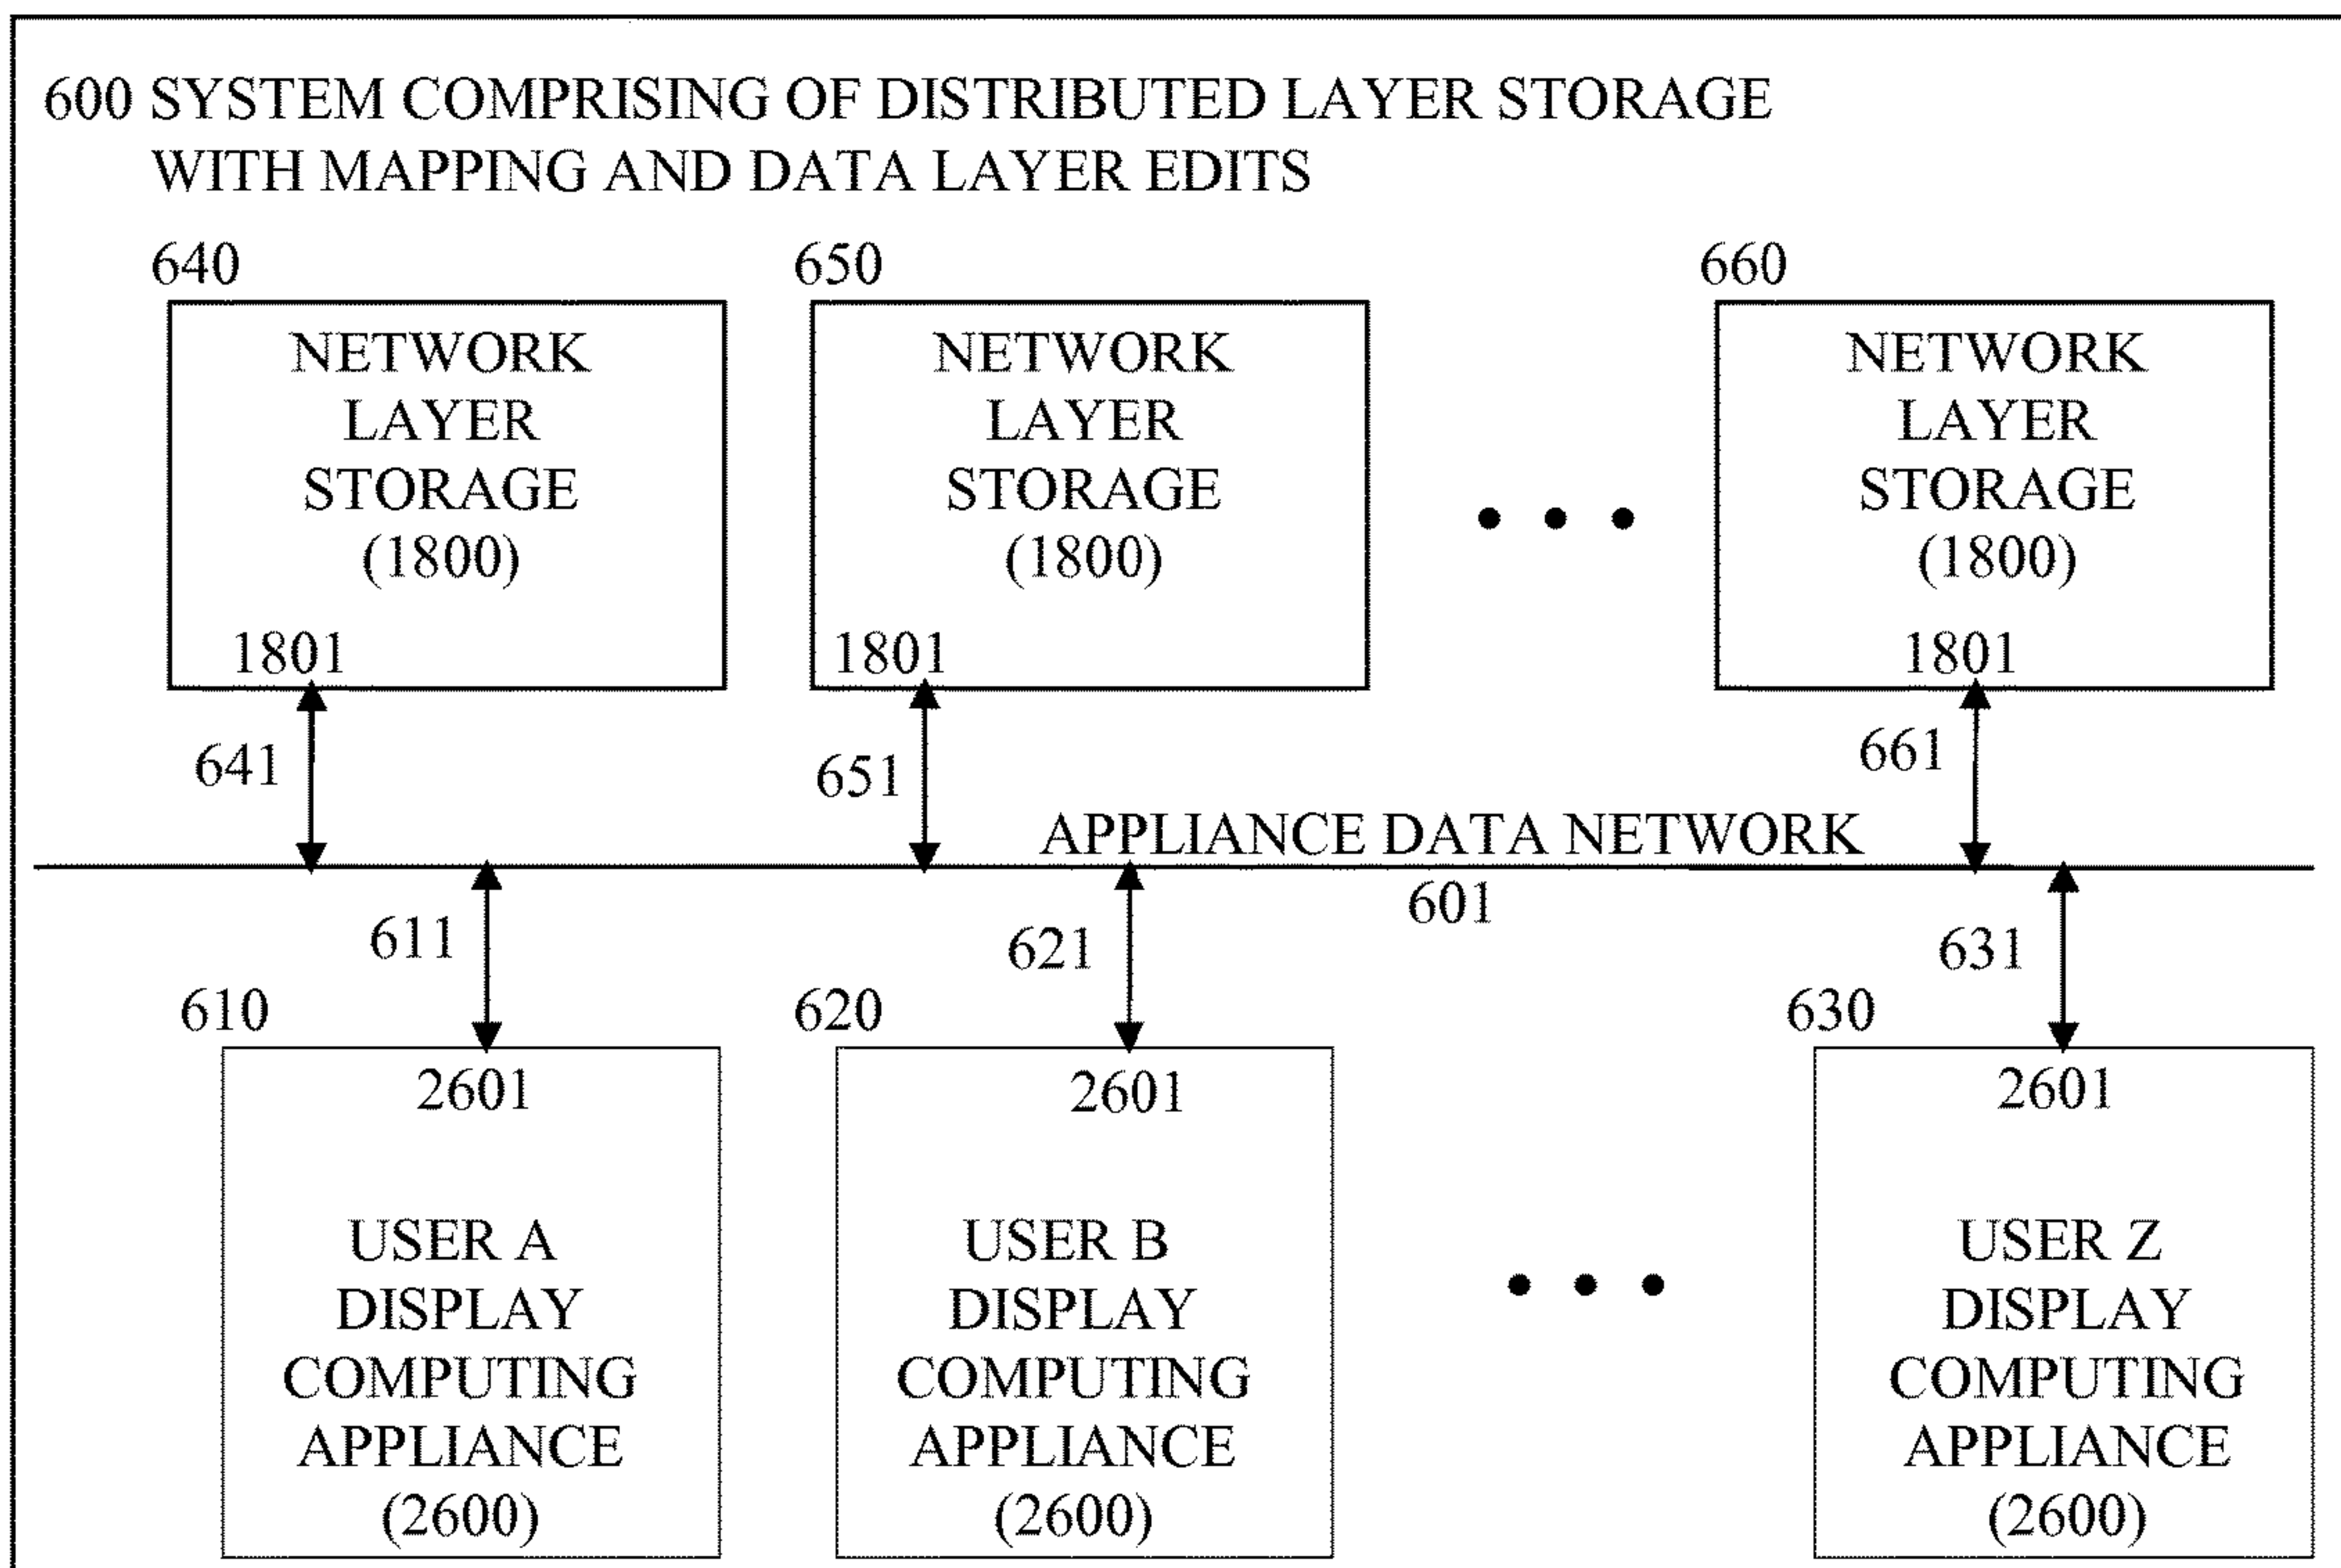 600 SYSTEM COMPRISING OF DISTRIBUTED LAYER STORAGE
WITH MAPPING AND DATA LAYER EDITS
640
NETWORK
LAYER
STORAGE
(1800)
1801
650
NETWORK
LAYER
STORAGE
(1800)
1801
660
NETWORK
LAYER
STORAGE
(1800)
1801
641
651
661
APPLIANCE DATA NETWORK
601
611
621
631
610
2601
USER A
DISPLAY
COMPUTING
APPLIANCE
(2600)
620
2601
USER B
DISPLAY
COMPUTING
APPLIANCE
(2600)
630
2601
USER Z
DISPLAY
COMPUTING
APPLIANCE
(2600)